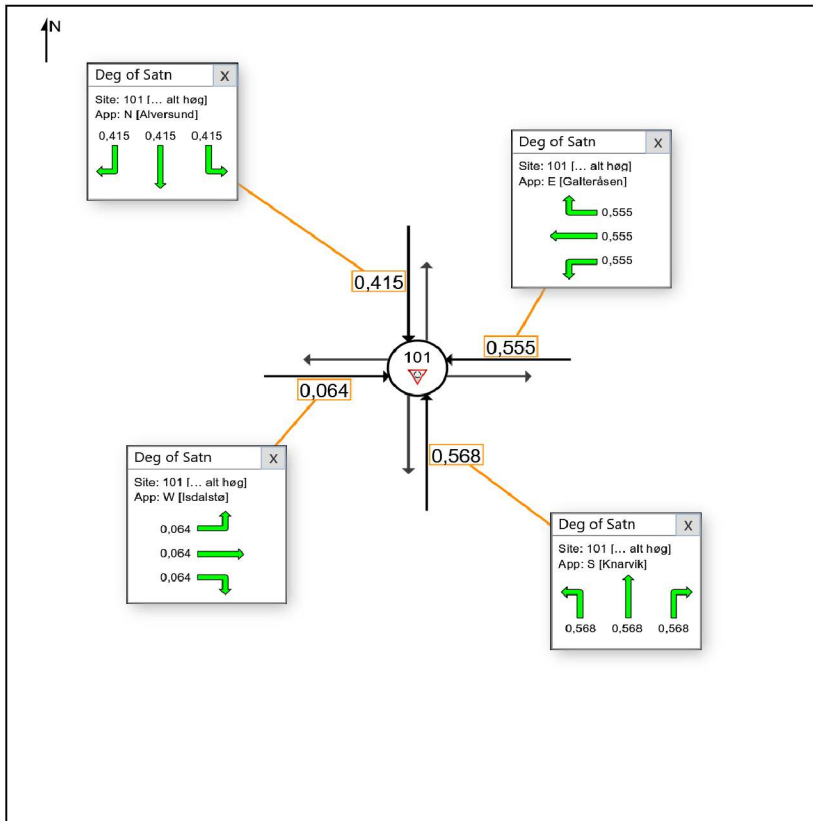 N
Deg of Satn X
Site: 101 [... alt høg]
App: N [Alversund]
0,415 0,415 0,415
Deg of Satn X
Site: 101 [... alt høg]
App: E [Galteråsen]
0,555
0,555
0,555
0,415
0,555
101
0,064
0,568
Deg of Satn X
Site: 101 [... alt høg]
App: W [Isdalstø]
0,064
0,064
0,064
Deg of Satn X
Site: 101 [... alt høg]
App: S [Knarvik]
0,568 0,568 0,568